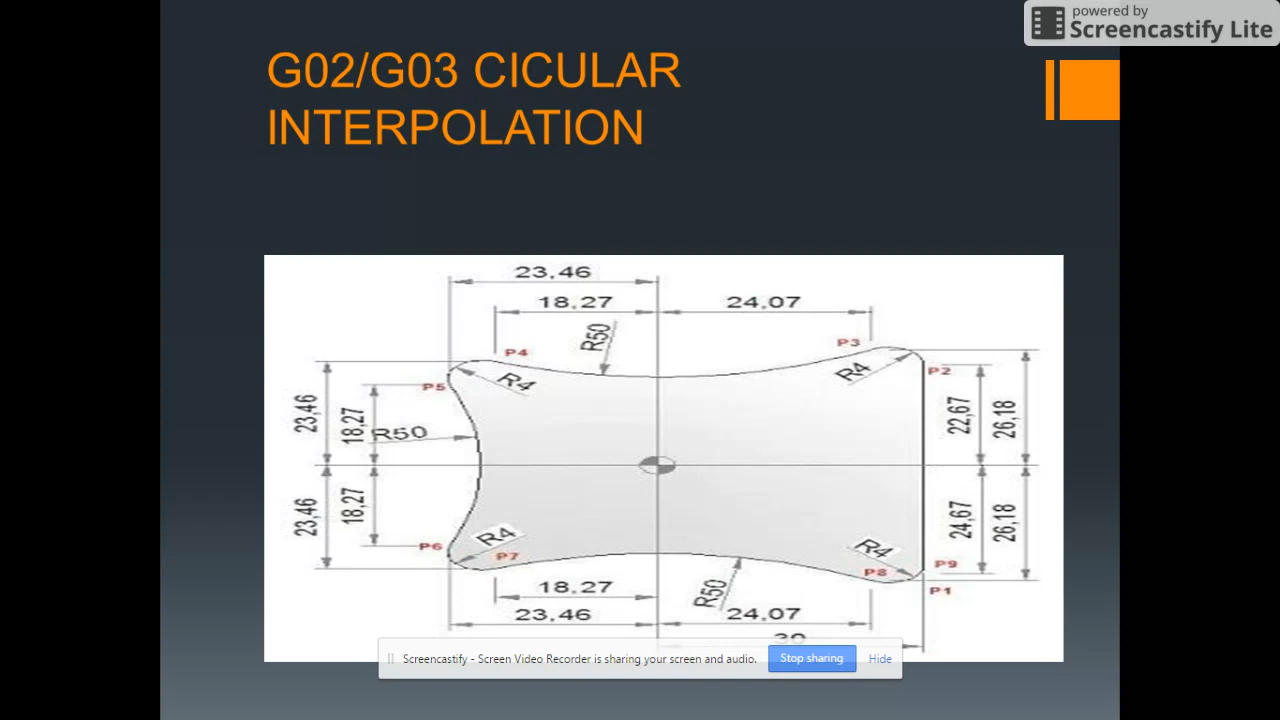 powered by
Screencastify Lite
G02/G03 CICULAR
INTERPOLATION
23,46
18,27
24,07
R50
P3
P4
R4
R4
P2
P5
23,46
18,27
R50
22,67
26,18
23,46
18,27
24,67
26,18
R4
R4
P6
P7
P8
P9
P1
18,27
R50
23,46
24,07
30
Screencastify - Screen Video Recorder is sharing your screen and audio.
Stop sharing
Hide